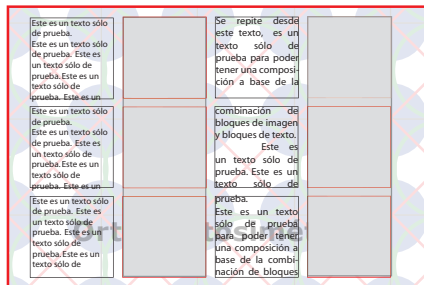 Este es un texto sólo
de prueba.
Este es un texto sólo
de prueba. Este es
un texto sólo de
prueba.Este es un
texto sólo de
prueba. Este es un
Este es un texto sólo
de prueba.
Este es un texto sólo
de prueba. Este es
un texto sólo de
prueba.Este es un
texto sólo de
prueba. Este es un
Este es un texto sólo
de prueba. Este es
un texto sólo de
prueba.Este es un
texto sólo de
prueba. Este es un
texto sólo de
Se repite desde
este texto, es un
texto sólo de
prueba para poder
tener una composi-
ción a base de la
combinación de
bloques de imagen
y bloques de texto.
Este es
un texto sólo de
prueba. Este es un
texto sólo de
prueba.
Este es un texto
sólo de prueba
para poder tener
una composición a
base de la combi-
nación de bloques